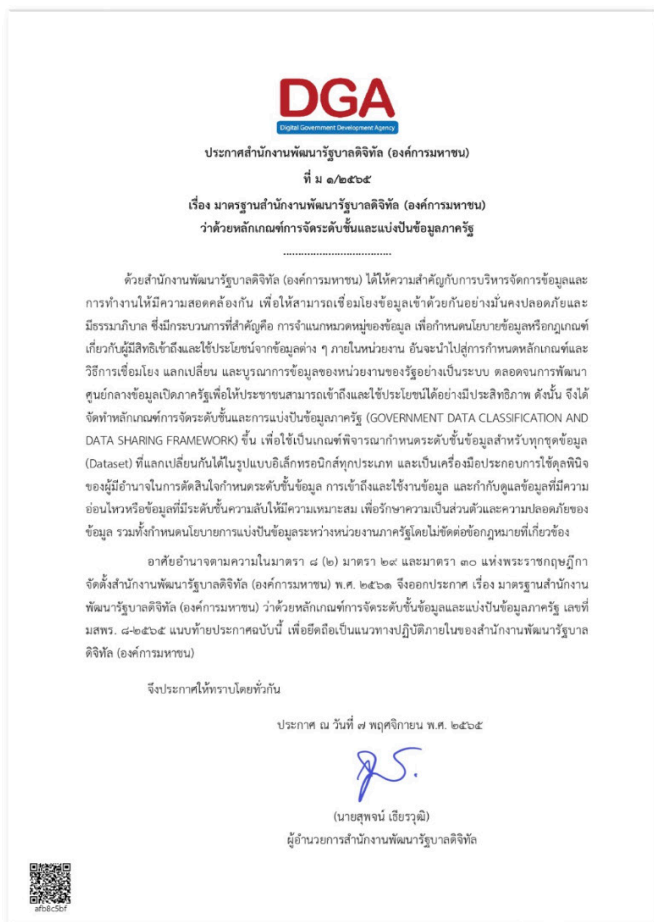 DGA
Digital Government Development Agency
ประกาศสำนักงานพัฒนารัฐบาลดิจิทัล (องค์การมหาชน)
ที่ ม ๑/๒๕๖๕
เรื่อง มาตรฐานสำนักงานพัฒนารัฐบาลดิจิทัล (องค์การมหาชน)
ว่าด้วยหลักเกณฑ์การจัดระดับชั้นและแบ่งปันข้อมูลภาครัฐ
....................................
ด้วยสำนักงานพัฒนารัฐบาลดิจิทัล (องค์การมหาชน) ได้ให้ความสำคัญกับการบริหารจัดการข้อมูลและ
การทำงานให้มีความสอดคล้องกัน เพื่อให้สามารถเชื่อมโยงข้อมูลเข้าด้วยกันอย่างมั่นคงปลอดภัยและ
มีธรรมาภิบาล ซึ่งมีกระบวนการที่สำคัญคือ การจำแนกหมวดหมู่ของข้อมูล เพื่อกำหนดนโยบายข้อมูลหรือกฎเกณฑ์
เกี่ยวกับผู้มีสิทธิเข้าถึงและใช้ประโยชน์จากข้อมูลต่าง ๆ ภายในหน่วยงาน อันจะนำไปสู่การกำหนดหลักเกณฑ์และ
วิธีการเชื่อมโยง แลกเปลี่ยน และบูรณาการข้อมูลของหน่วยงานของรัฐอย่างเป็นระบบ ตลอดจนการพัฒนา
ศูนย์กลางข้อมูลเปิดภาครัฐเพื่อให้ประชาชนสามารถเข้าถึงและใช้ประโยชน์ได้อย่างมีประสิทธิภาพ ดังนั้น จึงได้
จัดทำหลักเกณฑ์การจัดระดับชั้นและการแบ่งปันข้อมูลภาครัฐ (GOVERNMENT DATA CLASSIFICATION AND
DATA SHARING FRAMEWORK) ขึ้น เพื่อใช้เป็นเกณฑ์พิจารณากำหนดระดับชั้นข้อมูลสำหรับทุกชุดข้อมูล
(Dataset) ที่แลกเปลี่ยนกันได้ในรูปแบบอิเล็กทรอนิกส์ทุกประเภท และเป็นเครื่องมือประกอบการใช้ดุลพินิจ
ของผู้มีอำนาจในการตัดสินใจกำหนดระดับชั้นข้อมูล การเข้าถึงและใช้งานข้อมูล และกำกับดูแลข้อมูลที่มีความ
อ่อนไหวหรือข้อมูลที่มีระดับชั้นความลับให้มีความเหมาะสม เพื่อรักษาความเป็นส่วนตัวและความปลอดภัยของ
ข้อมูล รวมทั้งกำหนดนโยบายการแบ่งปันข้อมูลระหว่างหน่วยงานภาครัฐโดยไม่ขัดต่อข้อกฎหมายที่เกี่ยวข้อง
อาศัยอำนาจตามความในมาตรา ๘ (๒) มาตรา ๒๙ และมาตรา ๓๐ แห่งพระราชกฤษฎีกา
จัดตั้งสำนักงานพัฒนารัฐบาลดิจิทัล (องค์การมหาชน) พ.ศ. ๒๕๖๑ จึงออกประกาศ เรื่อง มาตรฐานสำนักงาน
พัฒนารัฐบาลดิจิทัล (องค์การมหาชน) ว่าด้วยหลักเกณฑ์การจัดระดับชั้นข้อมูลและแบ่งปันข้อมูลภาครัฐ เลขที่
มสพร. ๘-๒๕๖๕ แนบท้ายประกาศฉบับนี้ เพื่อยึดถือเป็นแนวทางปฏิบัติภายในของสำนักงานพัฒนารัฐบาล
ดิจิทัล (องค์การมหาชน)
จึงประกาศให้ทราบโดยทั่วกัน
ประกาศ ณ วันที่ ๗ พฤศจิกายน พ.ศ. ๒๕๖๕
(นายสุพจน์ เธียรวุฒิ)
ผู้อำนวยการสำนักงานพัฒนารัฐบาลดิจิทัล
afb8c5bf